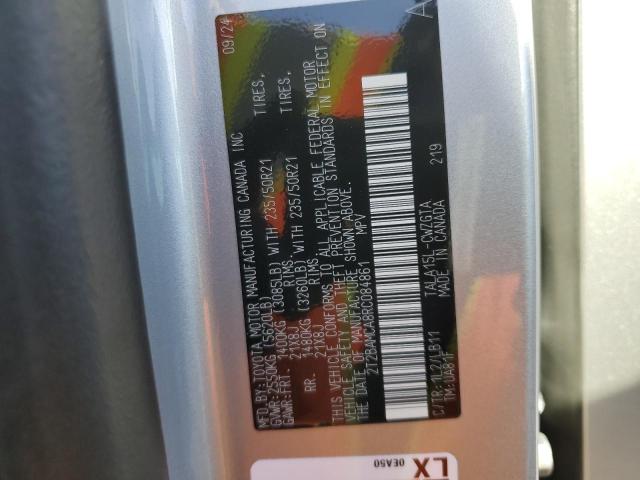 MFD. BY:TOYOTA MOTOR MANUFACTURING CANADA INC 09/24
GVWR:2550KG (5620LB)
GAWR:FRT. 1400KG (3085LB) WITH 235/50R21 TIRES,
21X8J RIMS.
RR. 1480KG (3260LB) WITH 235/50R21 TIRES,
21X8J RIMS.
THIS VEHICLE CONFORMS TO ALL APPLICABLE FEDERAL MOTOR
VEHICLE SAFETY AND THEFT PREVENTION STANDARDS IN EFFECT ON
THE DATE OF MANUFACTURE SHOWN ABOVE.
2T2BAMCA8RC084861 MPV
A
219
C/TR:1L2/LB11 TALA15L-CWZGTA
TM:UA81F MADE IN CANADA
LX
0EA50